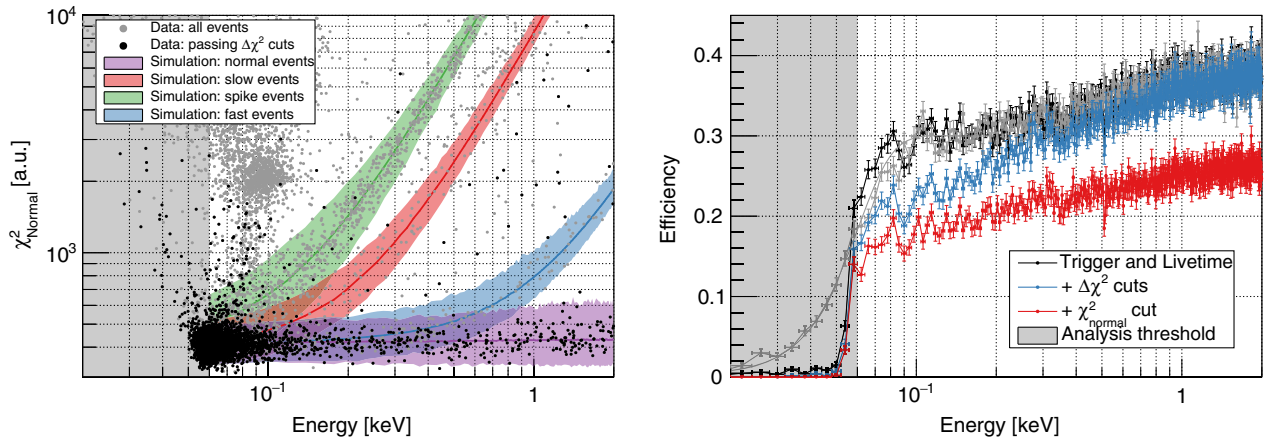 10⁴
10³
χ²Normal [a.u.]
Data: all events
Data: passing Δχ² cuts
Simulation: normal events
Simulation: slow events
Simulation: spike events
Simulation: fast events
10⁻¹
1
Energy [keV]
0.4
0.3
0.2
0.1
0
Efficiency
Trigger and Livetime
+ Δχ² cuts
+ χ²normal cut
Analysis threshold
10⁻¹
1
Energy [keV]